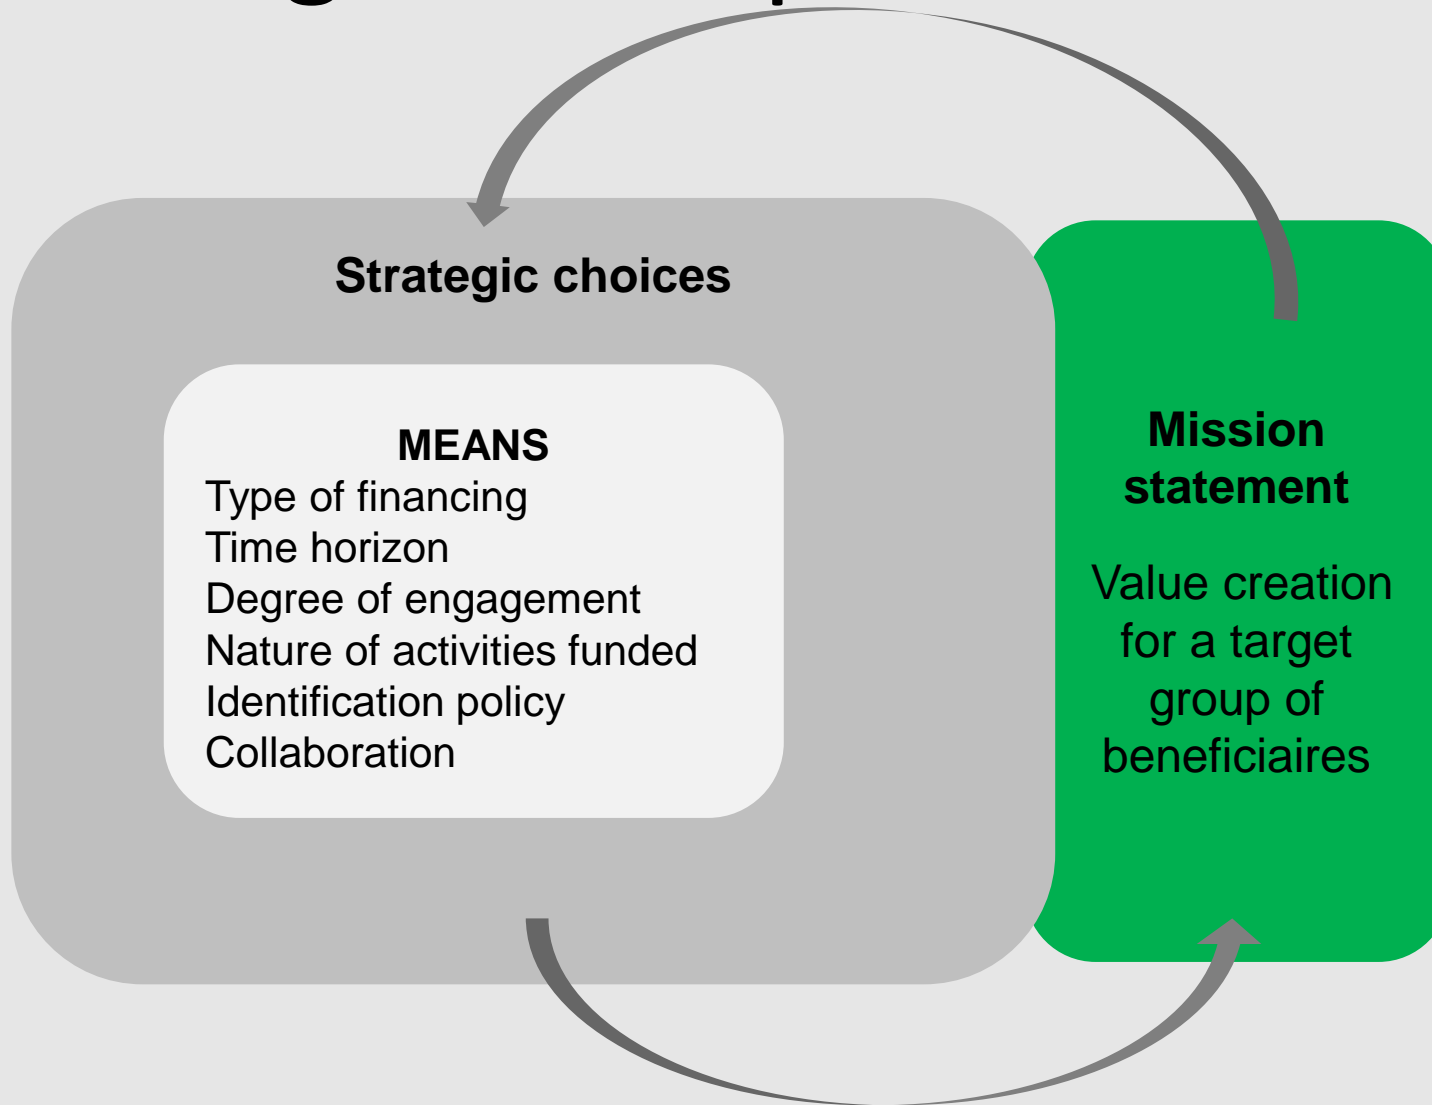 Strategic choices
MEANS
Type of financing
Time horizon
Degree of engagement
Nature of activities funded
Identification policy
Collaboration
Mission
statement
Value creation
for a target
group of
beneficiaires